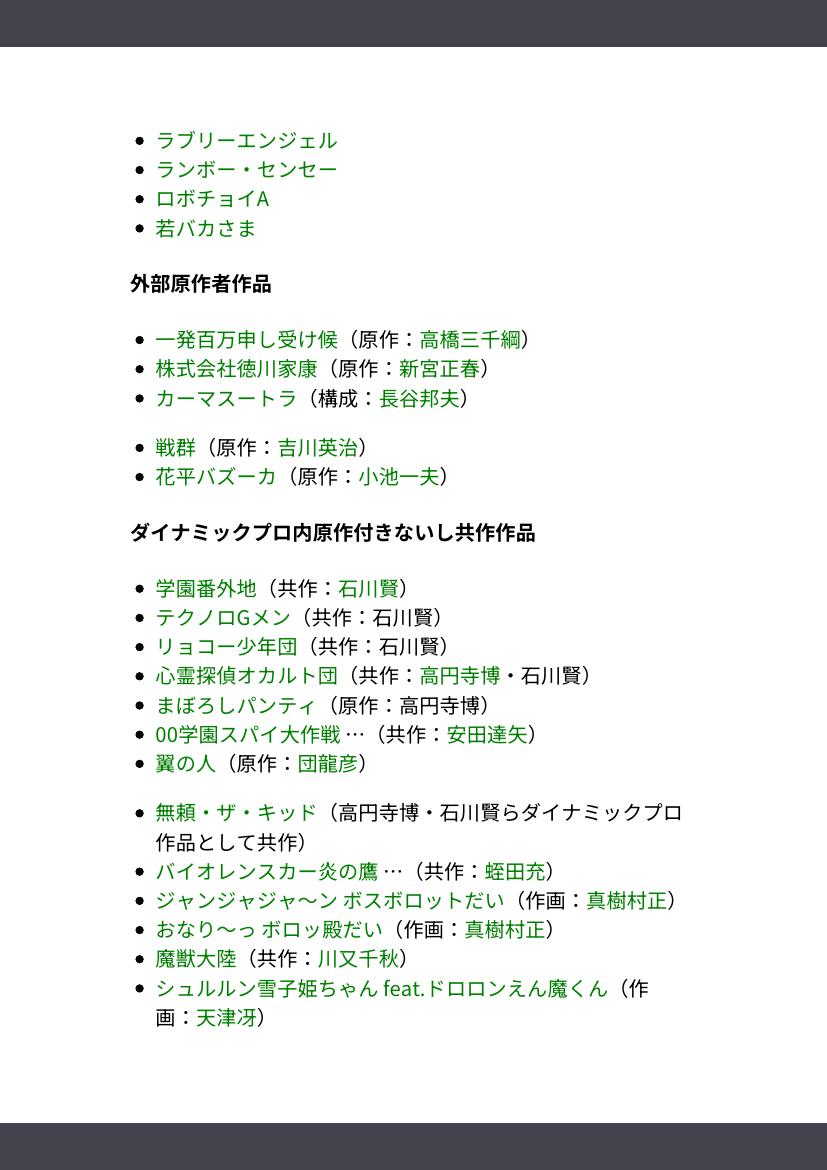 ラブリーエンジェル
ランボー・センセー
ロボチョイA
若バカさま
外部原作者作品
一発百万申し受け候（原作：高橋三千綱）
株式会社徳川家康（原作：新宮正春）
カーマスートラ（構成：長谷邦夫）
戦群（原作：吉川英治）
花平バズーカ（原作：小池一夫）
ダイナミックプロ内原作付きないし共作作品
学園番外地（共作：石川賢）
テクノロGメン（共作：石川賢）
リョコー少年団（共作：石川賢）
心霊探偵オカルト団（共作：高円寺博・石川賢）
まぼろしパンティ（原作：高円寺博）
00学園スパイ大作戦 …（共作：安田達矢）
翼の人（原作：団龍彦）
無頼・ザ・キッド（高円寺博・石川賢らダイナミックプロ
作品として共作）
バイオレンスカー炎の鷹 …（共作：蛭田充）
ジャンジャジャ〜ン ボスボロットだい（作画：真樹村正）
おなり〜っ ボロッ殿だい（作画：真樹村正）
魔獣大陸（共作：川又千秋）
シュルルン雪子姫ちゃん feat.ドロロンえん魔くん（作
画：天津冴）